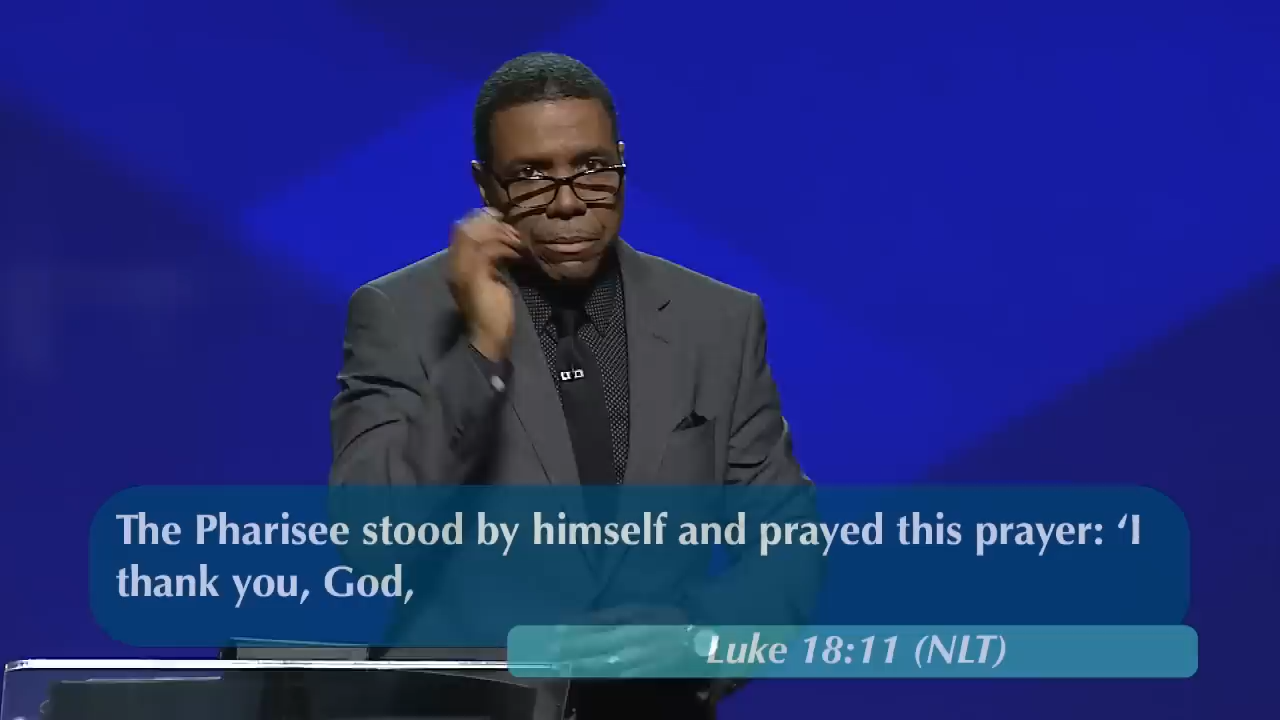 The Pharisee stood by himself and prayed this prayer: ‘I
thank you, God,
Luke 18:11 (NLT)